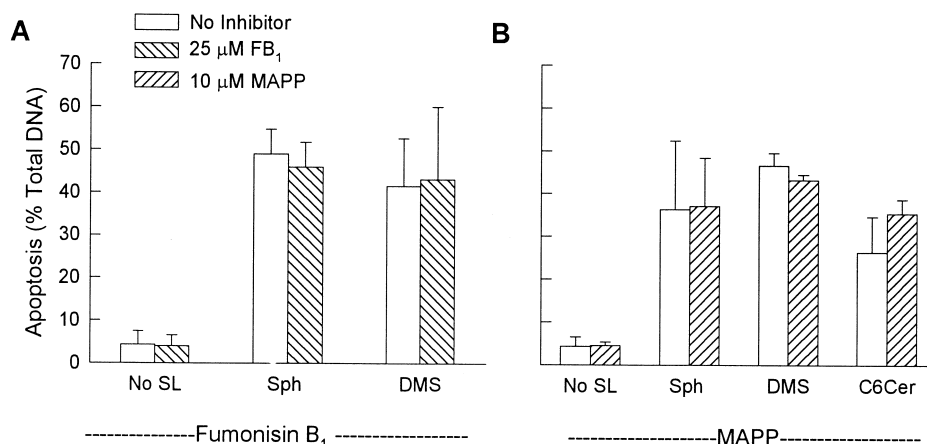 A
B
No Inhibitor
25 μM FB1
10 μM MAPP
Apoptosis (% Total DNA)
70
60
50
40
30
20
10
0
No SL Sph DMS
No SL Sph DMS C6Cer
Fumonisin B1
MAPP